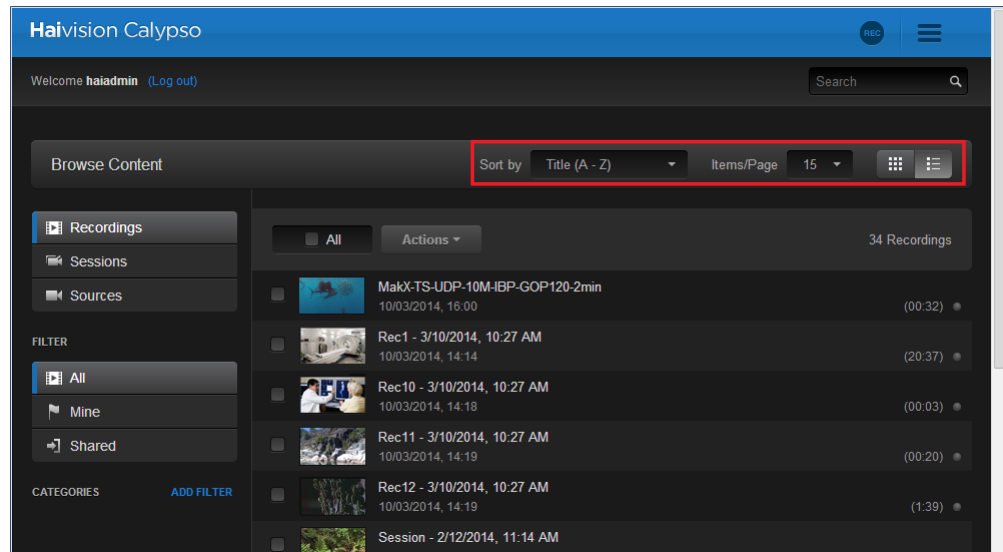 Haivision Calypso
REC
Welcome haiadmin (Log out)
Search
Browse Content
Sort by Title (A - Z) Items/Page 15
Recordings
Sessions
Sources
FILTER
All
Mine
Shared
CATEGORIES ADD FILTER
All Actions 34 Recordings
MakX-TS-UDP-10M-IBP-GOP120-2min
10/03/2014, 16:00 (00:32)
Rec1 - 3/10/2014, 10:27 AM
10/03/2014, 14:14 (20:37)
Rec10 - 3/10/2014, 10:27 AM
10/03/2014, 14:18 (00:03)
Rec11 - 3/10/2014, 10:27 AM
10/03/2014, 14:19 (00:20)
Rec12 - 3/10/2014, 10:27 AM
10/03/2014, 14:19 (1:39)
Session - 2/12/2014, 11:14 AM